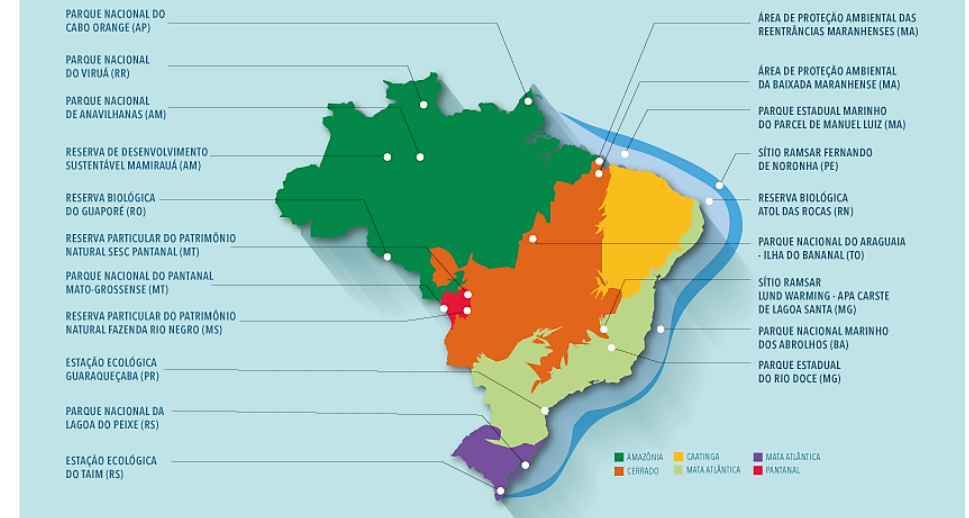 PARQUE NACIONAL DO
CABO ORANGE (AP)
PARQUE NACIONAL
DO VIRUÁ (RR)
PARQUE NACIONAL
DE ANAVILHANAS (AM)
RESERVA DE DESENVOLVIMENTO
SUSTENTÁVEL MAMIRAUÁ (AM)
RESERVA BIOLÓGICA
DO GUAPORÉ (RO)
RESERVA PARTICULAR DO PATRIMÔNIO
NATURAL SESC PANTANAL (MT)
PARQUE NACIONAL DO PANTANAL
MATO-GROSSENSE (MT)
RESERVA PARTICULAR DO PATRIMÔNIO
NATURAL FAZENDA RIO NEGRO (MS)
ESTAÇÃO ECOLÓGICA
GUARAQUEÇABA (PR)
PARQUE NACIONAL DA
LAGOA DO PEIXE (RS)
ESTAÇÃO ECOLÓGICA
DO TAIM (RS)
ÁREA DE PROTEÇÃO AMBIENTAL DAS
REENTRÂNCIAS MARANHENSES (MA)
ÁREA DE PROTEÇÃO AMBIENTAL
DA BAIXADA MARANHENSE (MA)
PARQUE ESTADUAL MARINHO
DO PARCEL DE MANUEL LUIZ (MA)
SÍTIO RAMSAR FERNANDO
DE NORONHA (PE)
RESERVA BIOLÓGICA
ATOL DAS ROCAS (RN)
PARQUE NACIONAL DO ARAGUAIA
- ILHA DO BANANAL (TO)
SÍTIO RAMSAR
LUND WARMING - APA CARSTE
DE LAGOA SANTA (MG)
PARQUE NACIONAL MARINHO
DOS ABROLHOS (BA)
PARQUE ESTADUAL
DO RIO DOCE (MG)
AMAZÔNIA CAATINGA MATA ATLÂNTICA
CERRADO MATA ATLÂNTICA PANTANAL